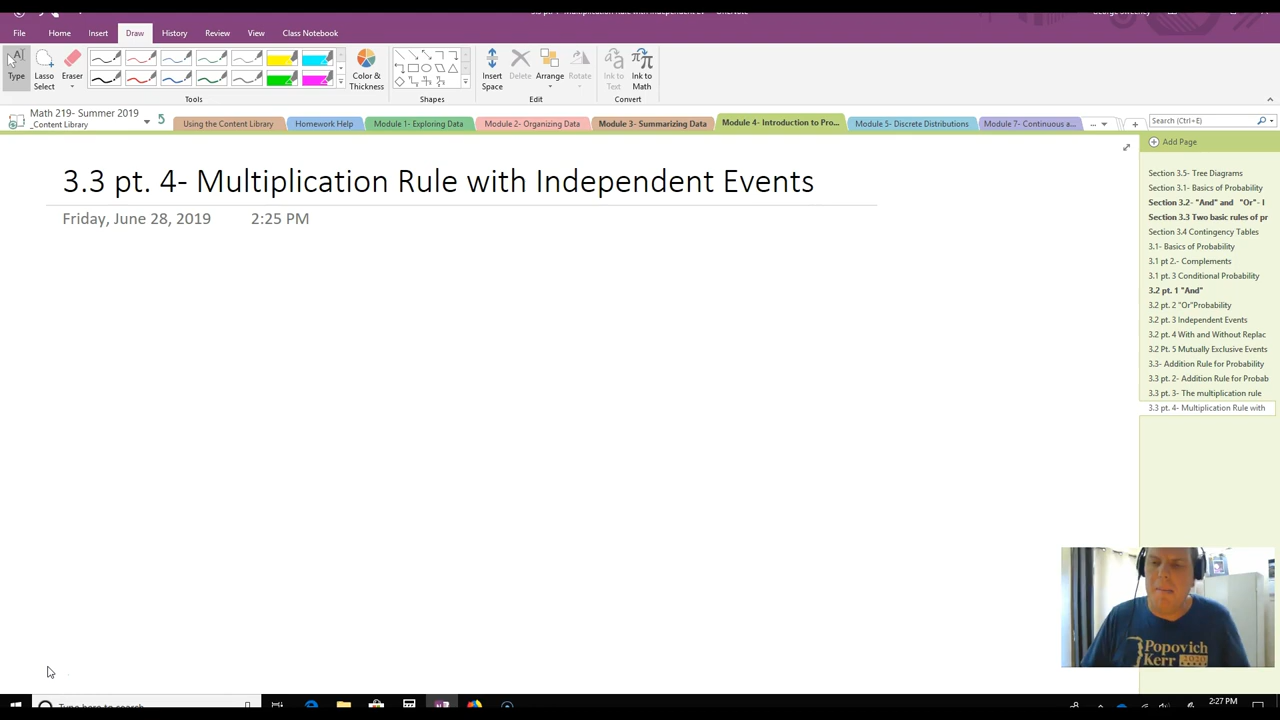 File Home Insert Draw History Review View Class Notebook
Type Lasso Select Eraser Color & Thickness Insert Space Delete Arrange Rotate Ink to Text Ink to Math
Tools Shapes Edit Convert
Math 219- Summer 2019
_Content Library
Using the Content Library Homework Help Module 1- Exploring Data Module 2- Organizing Data Module 3- Summarizing Data Module 4- Introduction to Pro... Module 5- Discrete Distributions Module 7- Continuous a... ... Search (Ctrl+E)
Add Page
3.3 pt. 4- Multiplication Rule with Independent Events
Friday, June 28, 2019 2:25 PM
Section 3.5- Tree Diagrams
Section 3.1- Basics of Probability
Section 3.2- "And" and "Or"- I
Section 3.3 Two basic rules of pr
Section 3.4 Contingency Tables
3.1- Basics of Probability
3.1 pt 2.- Complements
3.1 pt. 3 Conditional Probability
3.2 pt. 1 "And"
3.2 pt. 2 "Or"Probability
3.2 pt. 3 Independent Events
3.2 pt. 4 With and Without Replac
3.2 Pt. 5 Mutually Exclusive Events
3.3- Addition Rule for Probability
3.3 pt. 2- Addition Rule for Probab
3.3 pt. 3- The multiplication rule
3.3 pt. 4- Multiplication Rule with
Popovich
Kerr 2020
2:27 PM